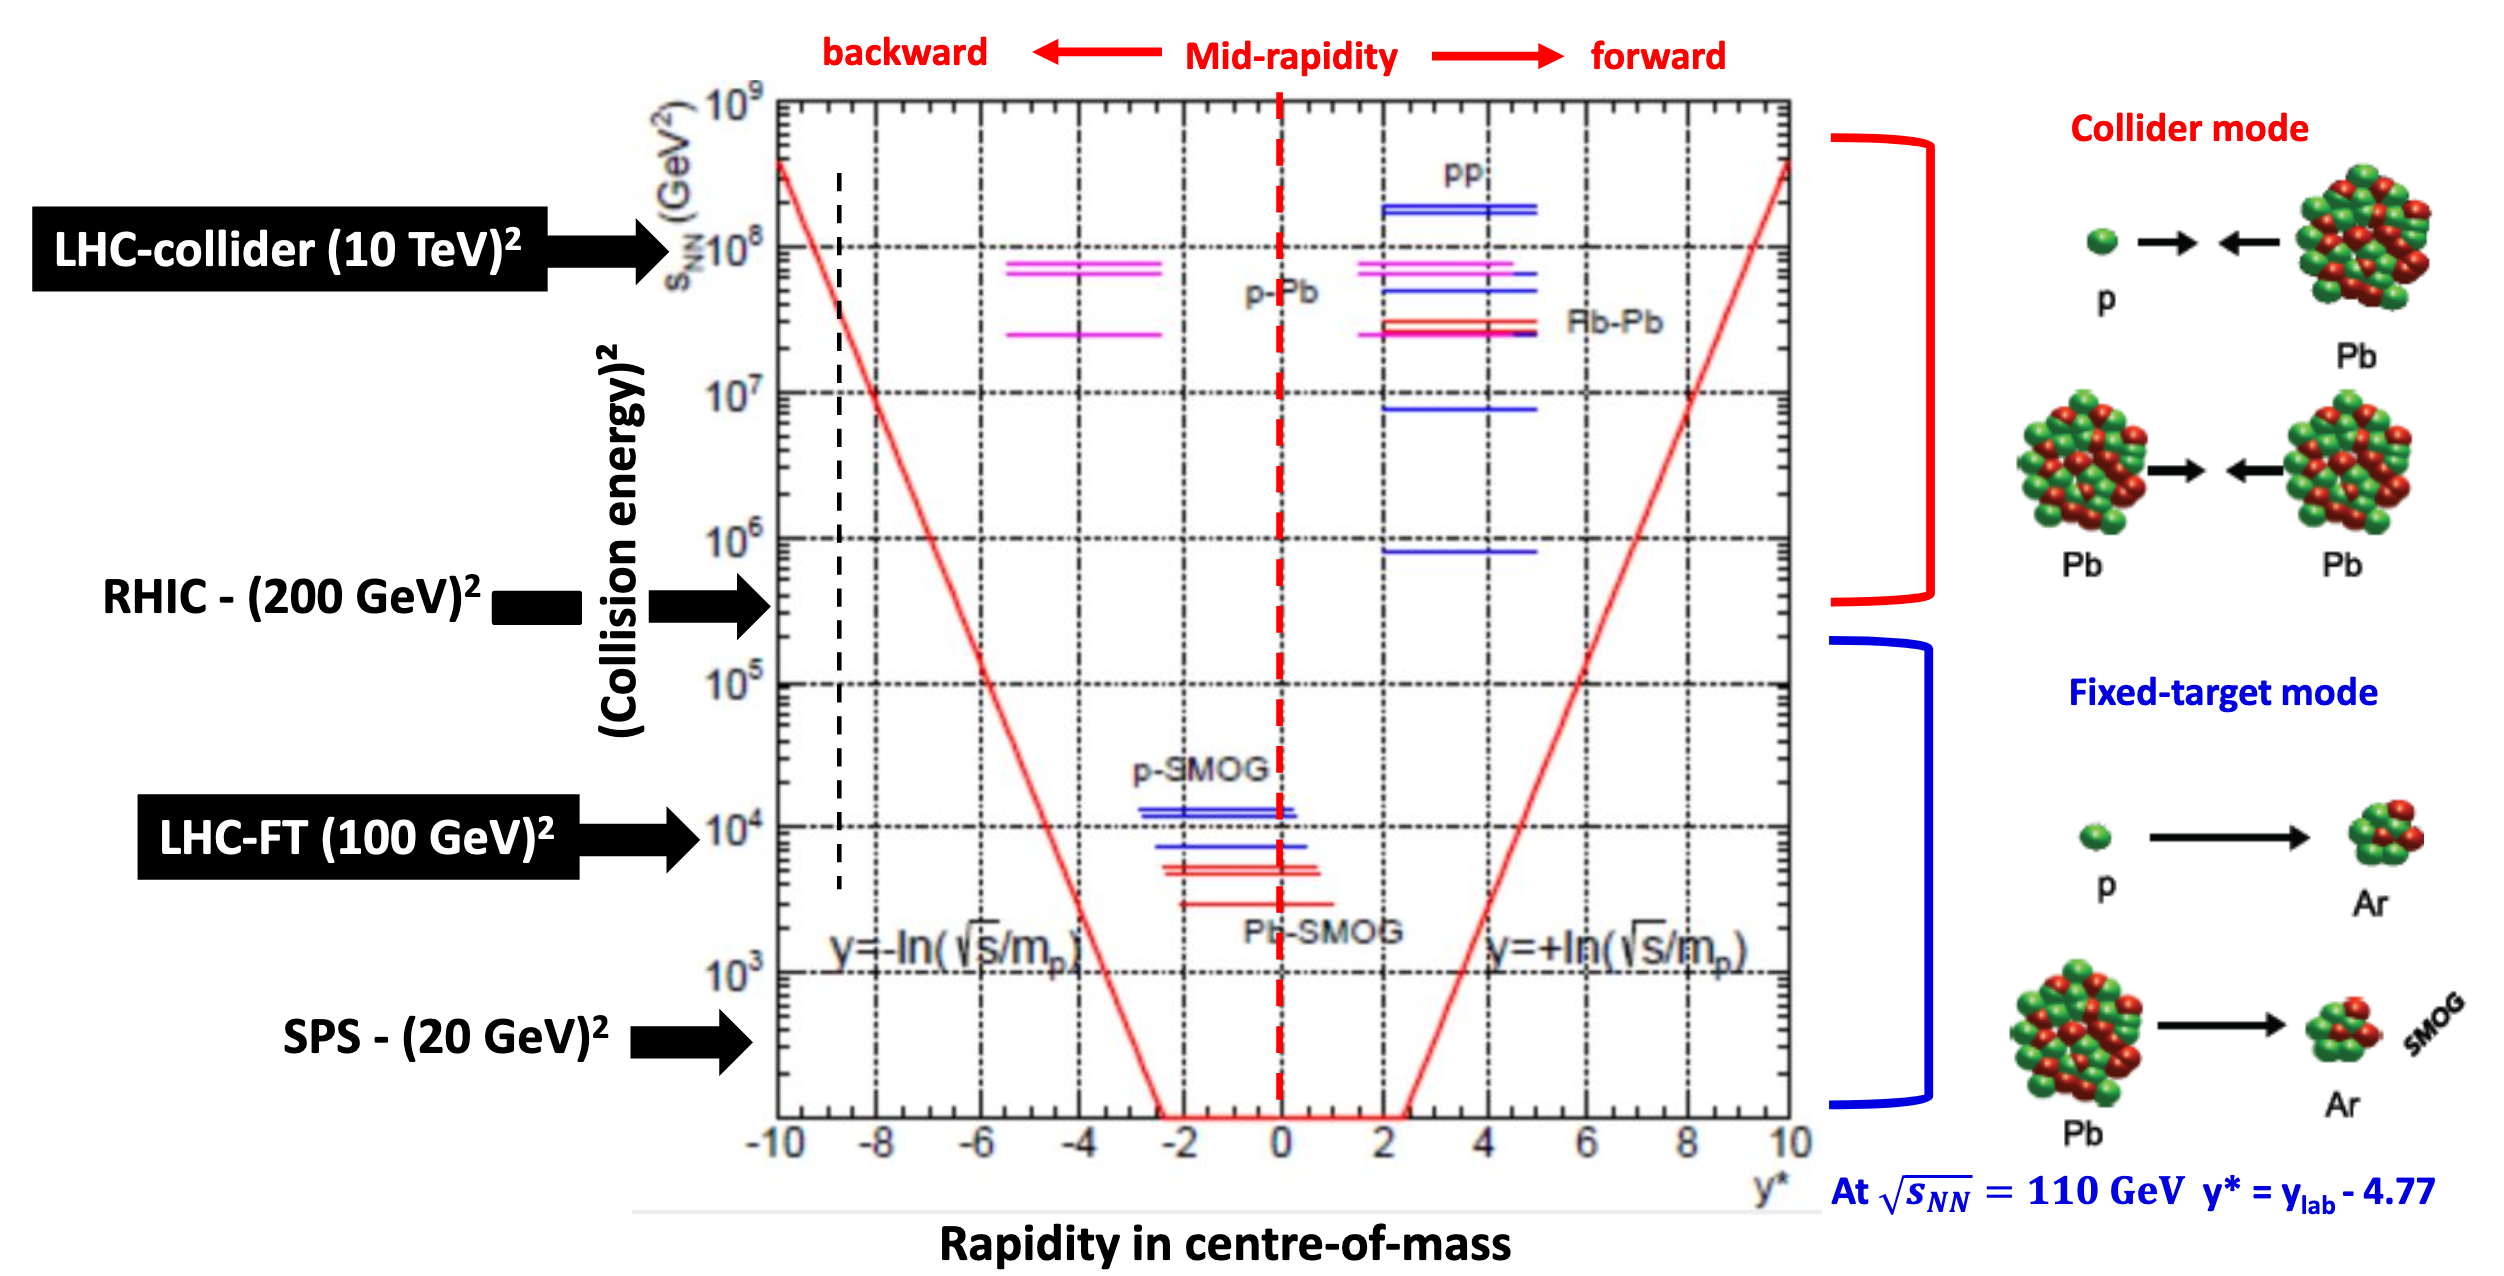 backward Mid-rapidity forward
Collider mode
LHC-collider (10 TeV)²
RHIC - (200 GeV)²
LHC-FT (100 GeV)²
SPS - (20 GeV)²
(Collision energy)²
s_NN (GeV²)
10⁹
10⁸
10⁷
10⁶
10⁵
10⁴
10³
pp
p-Pb
Pb-Pb
p-SMOG
Pb-SMOG
y=-ln(√s/m_p)
y=+ln(√s/m_p)
-10 -8 -6 -4 -2 0 2 4 6 8 10
y*
Rapidity in centre-of-mass
p
Pb
Pb
Pb
Fixed-target mode
p
Ar
SMOG
Pb
Ar
At √s_NN = 110 GeV y* = y_lab - 4.77